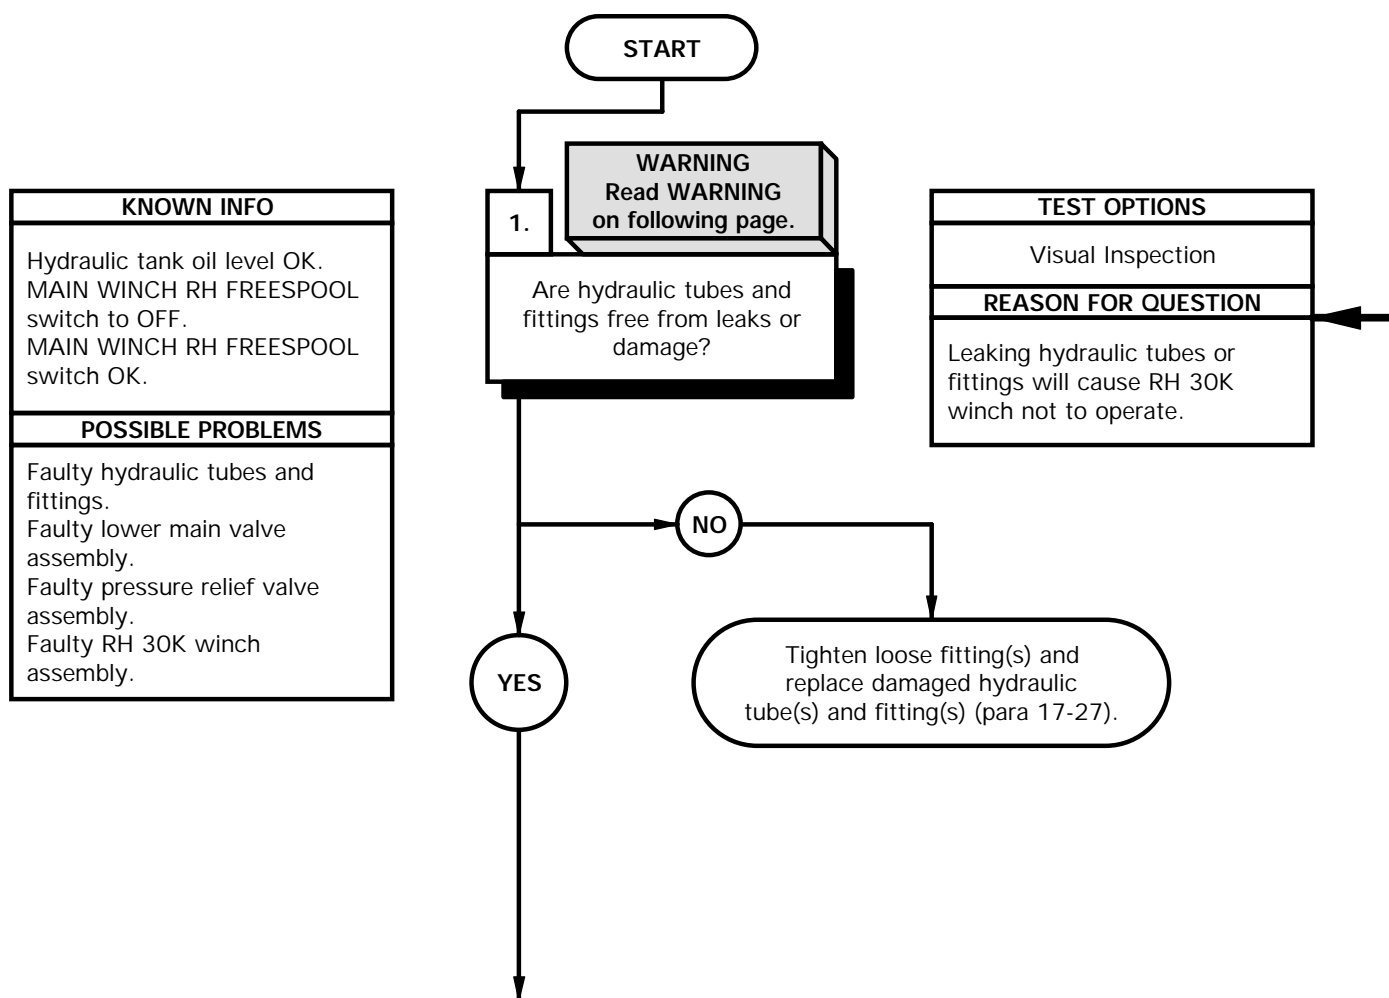 START
WARNING
Read WARNING
on following page.
1.
Are hydraulic tubes and
fittings free from leaks or
damage?
KNOWN INFO
Hydraulic tank oil level OK.
MAIN WINCH RH FREESPOOL
switch to OFF.
MAIN WINCH RH FREESPOOL
switch OK.
POSSIBLE PROBLEMS
Faulty hydraulic tubes and
fittings.
Faulty lower main valve
assembly.
Faulty pressure relief valve
assembly.
Faulty RH 30K winch
assembly.
TEST OPTIONS
Visual Inspection
REASON FOR QUESTION
Leaking hydraulic tubes or
fittings will cause RH 30K
winch not to operate.
NO
YES
Tighten loose fitting(s) and
replace damaged hydraulic
tube(s) and fitting(s) (para 17-27).